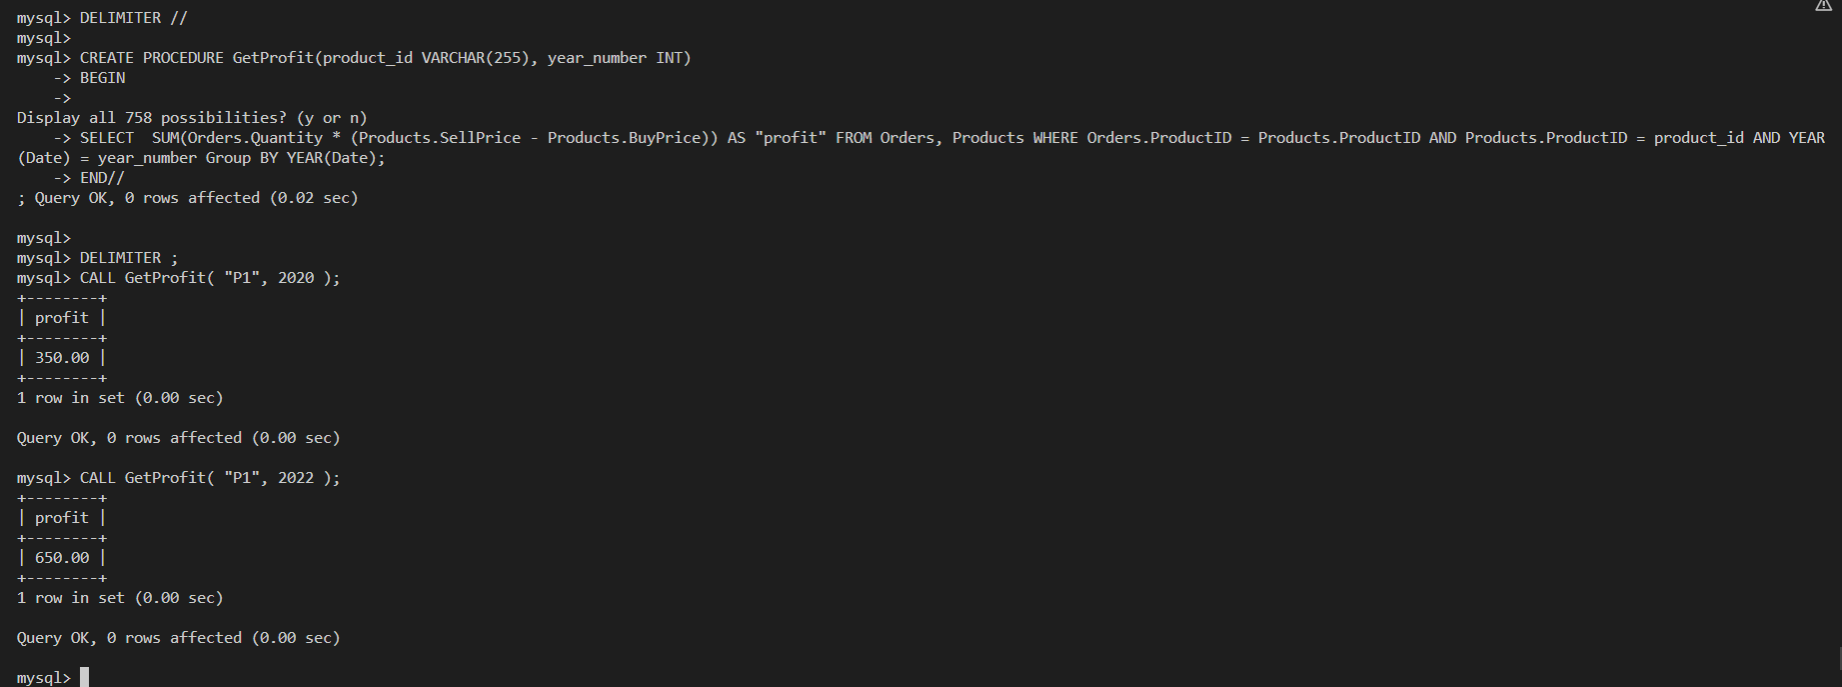 mysql> DELIMITER //
mysql>
mysql> CREATE PROCEDURE GetProfit(product_id VARCHAR(255), year_number INT)
    -> BEGIN
    ->
Display all 758 possibilities? (y or n)
    -> SELECT  SUM(Orders.Quantity * (Products.SellPrice - Products.BuyPrice)) AS "profit" FROM Orders, Products WHERE Orders.ProductID = Products.ProductID AND Products.ProductID = product_id AND YEAR
(Date) = year_number Group BY YEAR(Date);
    -> END//
; Query OK, 0 rows affected (0.02 sec)

mysql>
mysql> DELIMITER ;
mysql> CALL GetProfit( "P1", 2020 );
+--------+
| profit |
+--------+
| 350.00 |
+--------+
1 row in set (0.00 sec)

Query OK, 0 rows affected (0.00 sec)

mysql> CALL GetProfit( "P1", 2022 );
+--------+
| profit |
+--------+
| 650.00 |
+--------+
1 row in set (0.00 sec)

Query OK, 0 rows affected (0.00 sec)

mysql>